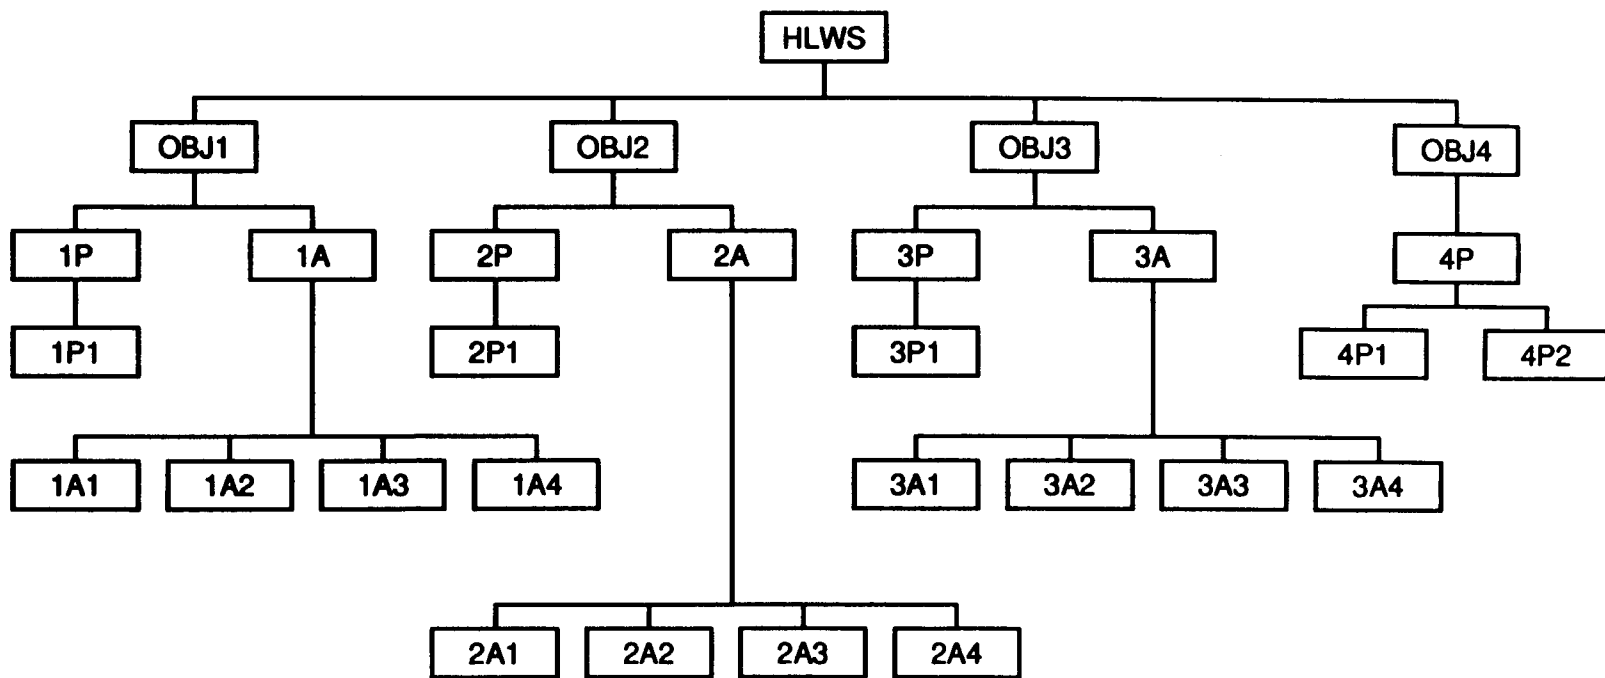 HLWS
OBJ1 OBJ2 OBJ3 OBJ4
1P 1A 2P 2A 3P 3A 4P
1P1 2P1 3P1 4P1 4P2
1A1 1A2 1A3 1A4 3A1 3A2 3A3 3A4
2A1 2A2 2A3 2A4